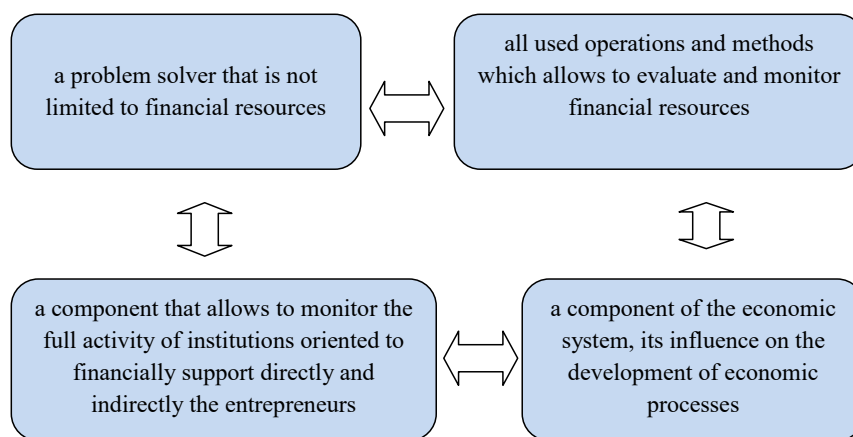 a problem solver that is not
limited to financial resources
all used operations and methods
which allows to evaluate and monitor
financial resources
a component that allows to monitor the
full activity of institutions oriented to
financially support directly and
indirectly the entrepreneurs
a component of the economic
system, its influence on the
development of economic
processes